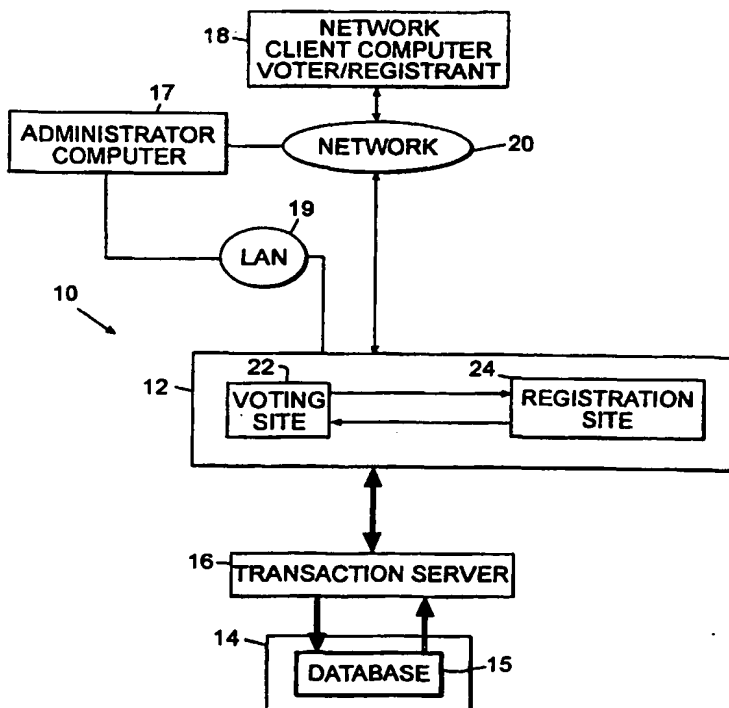 18
NETWORK
CLIENT COMPUTER
VOTER/REGISTRANT
17
ADMINISTRATOR
COMPUTER
NETWORK
20
19
LAN
10
12
22
VOTING
SITE
24
REGISTRATION
SITE
16
TRANSACTION SERVER
14
DATABASE
15